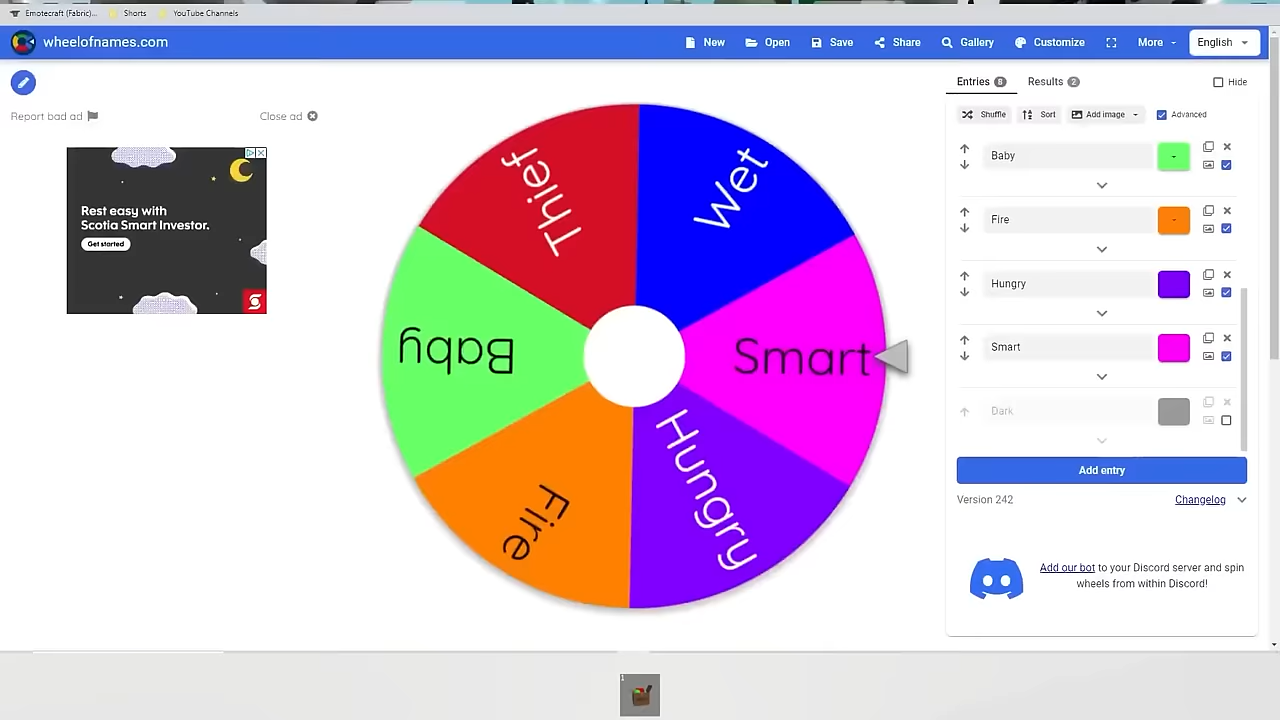 Emotecraft (Fabric)...
Shorts
YouTube Channels
wheelofnames.com
New
Open
Save
Share
Gallery
Customize
More
English
Report bad ad
Close ad
Rest easy with
Scotia Smart Investor.
Get started
Thief
Wet
Smart
Hungry
Fire
Baby
Entries 8
Results 2
Hide
Shuffle
Sort
Add image
Advanced
Baby
-
Fire
-
Hungry
Smart
Dark
Add entry
Version 242
Changelog
Add our bot to your Discord server and spin
wheels from within Discord!
1